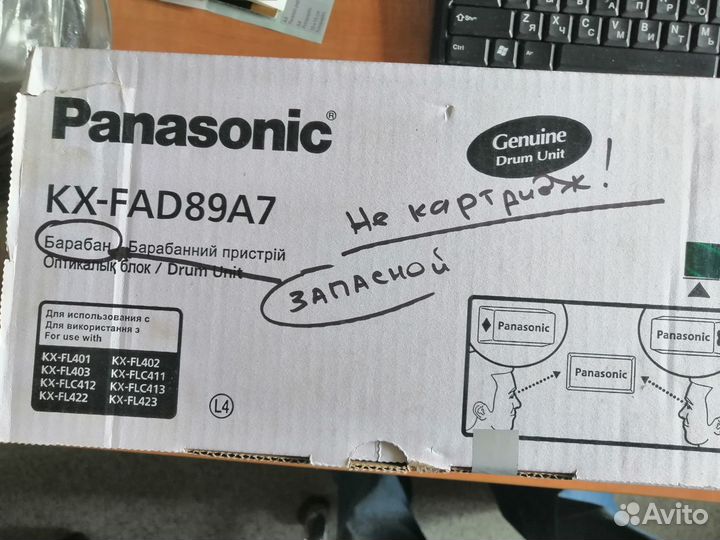 Panasonic®
Genuine
Drum Unit
KX-FAD89A7
Не картридж!
Барабан Барабанний пристрій
Оптикалық блок / Drum Unit
ЗАПАСНОЙ
Для использования с
Для використання з
For use with
KX-FL401 KX-FL402
KX-FL403 KX-FLC411
KX-FLC412 KX-FLC413
KX-FL422 KX-FL423
L4
Panasonic
Panasonic
Panasonic
Avito